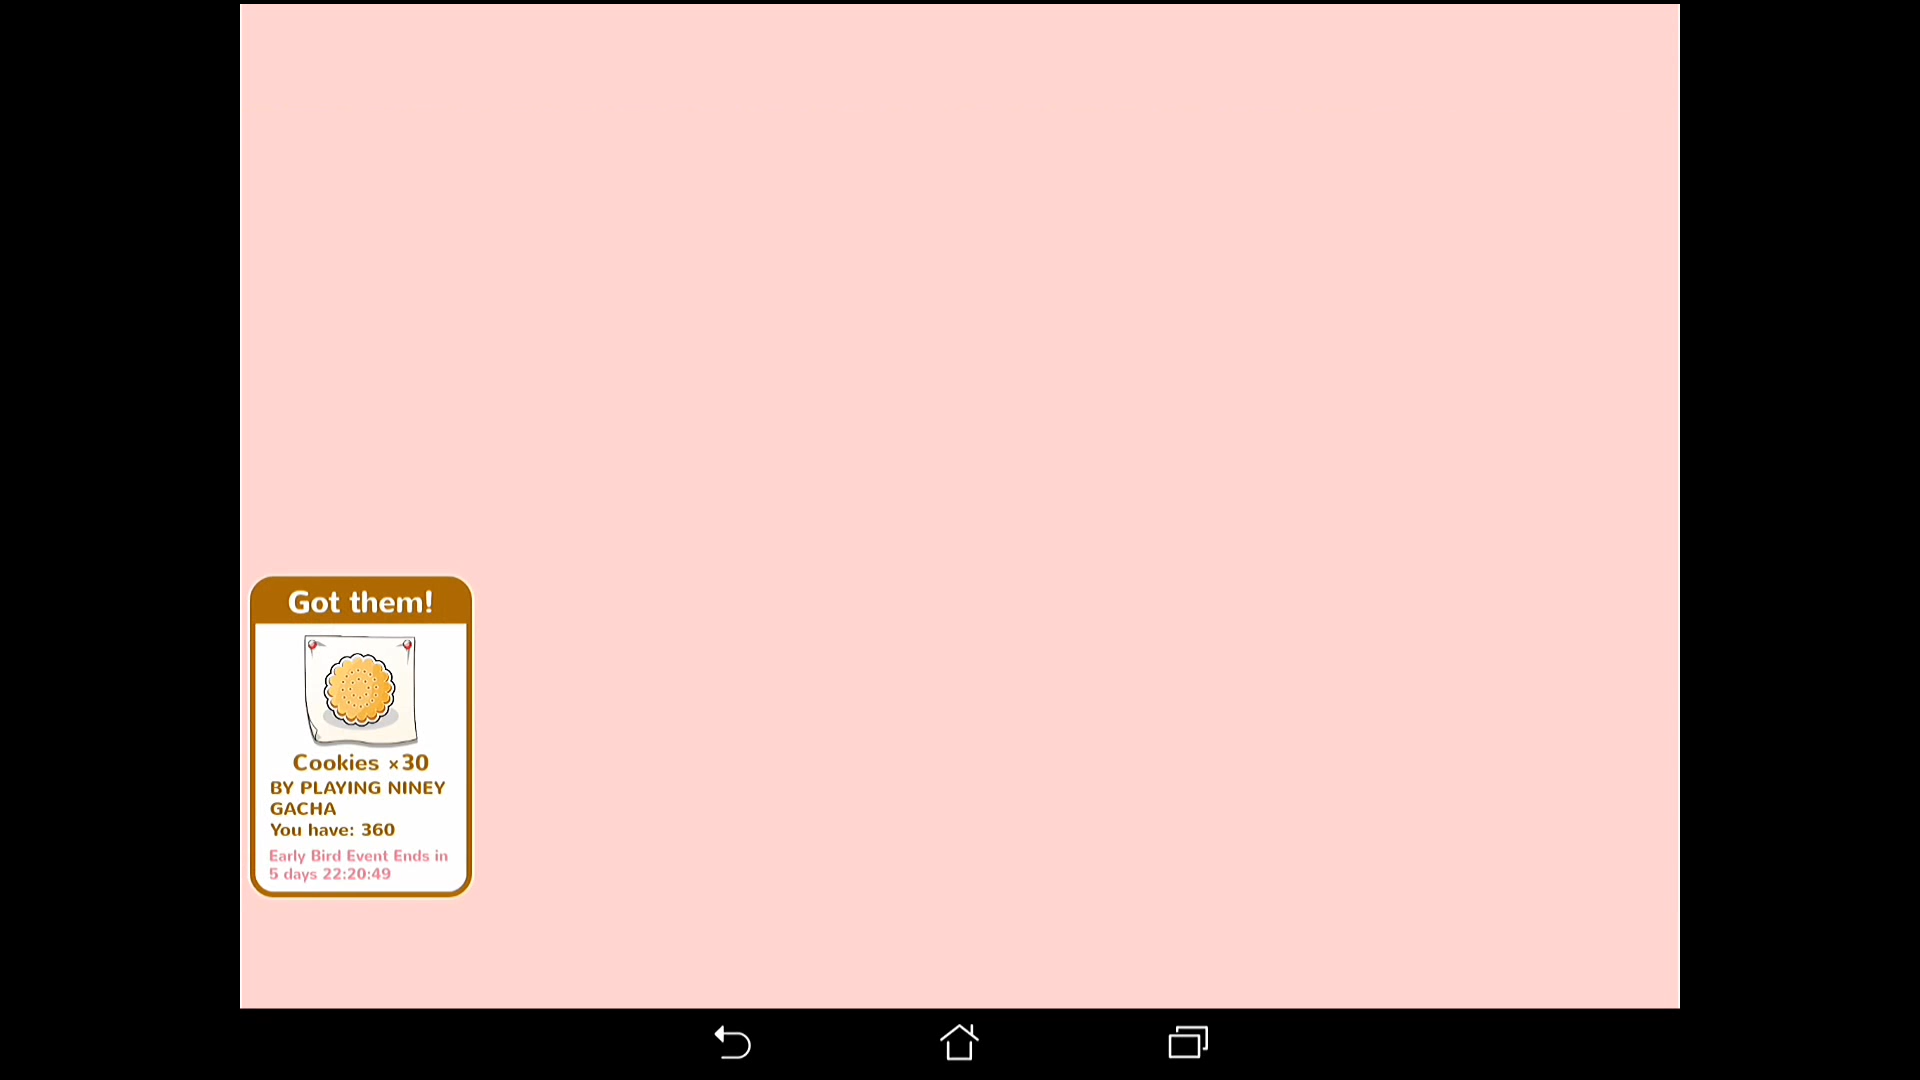 Got them!
Cookies ×30
BY PLAYING NINEY
GACHA
You have: 360
Early Bird Event Ends in
5 days 22:20:49